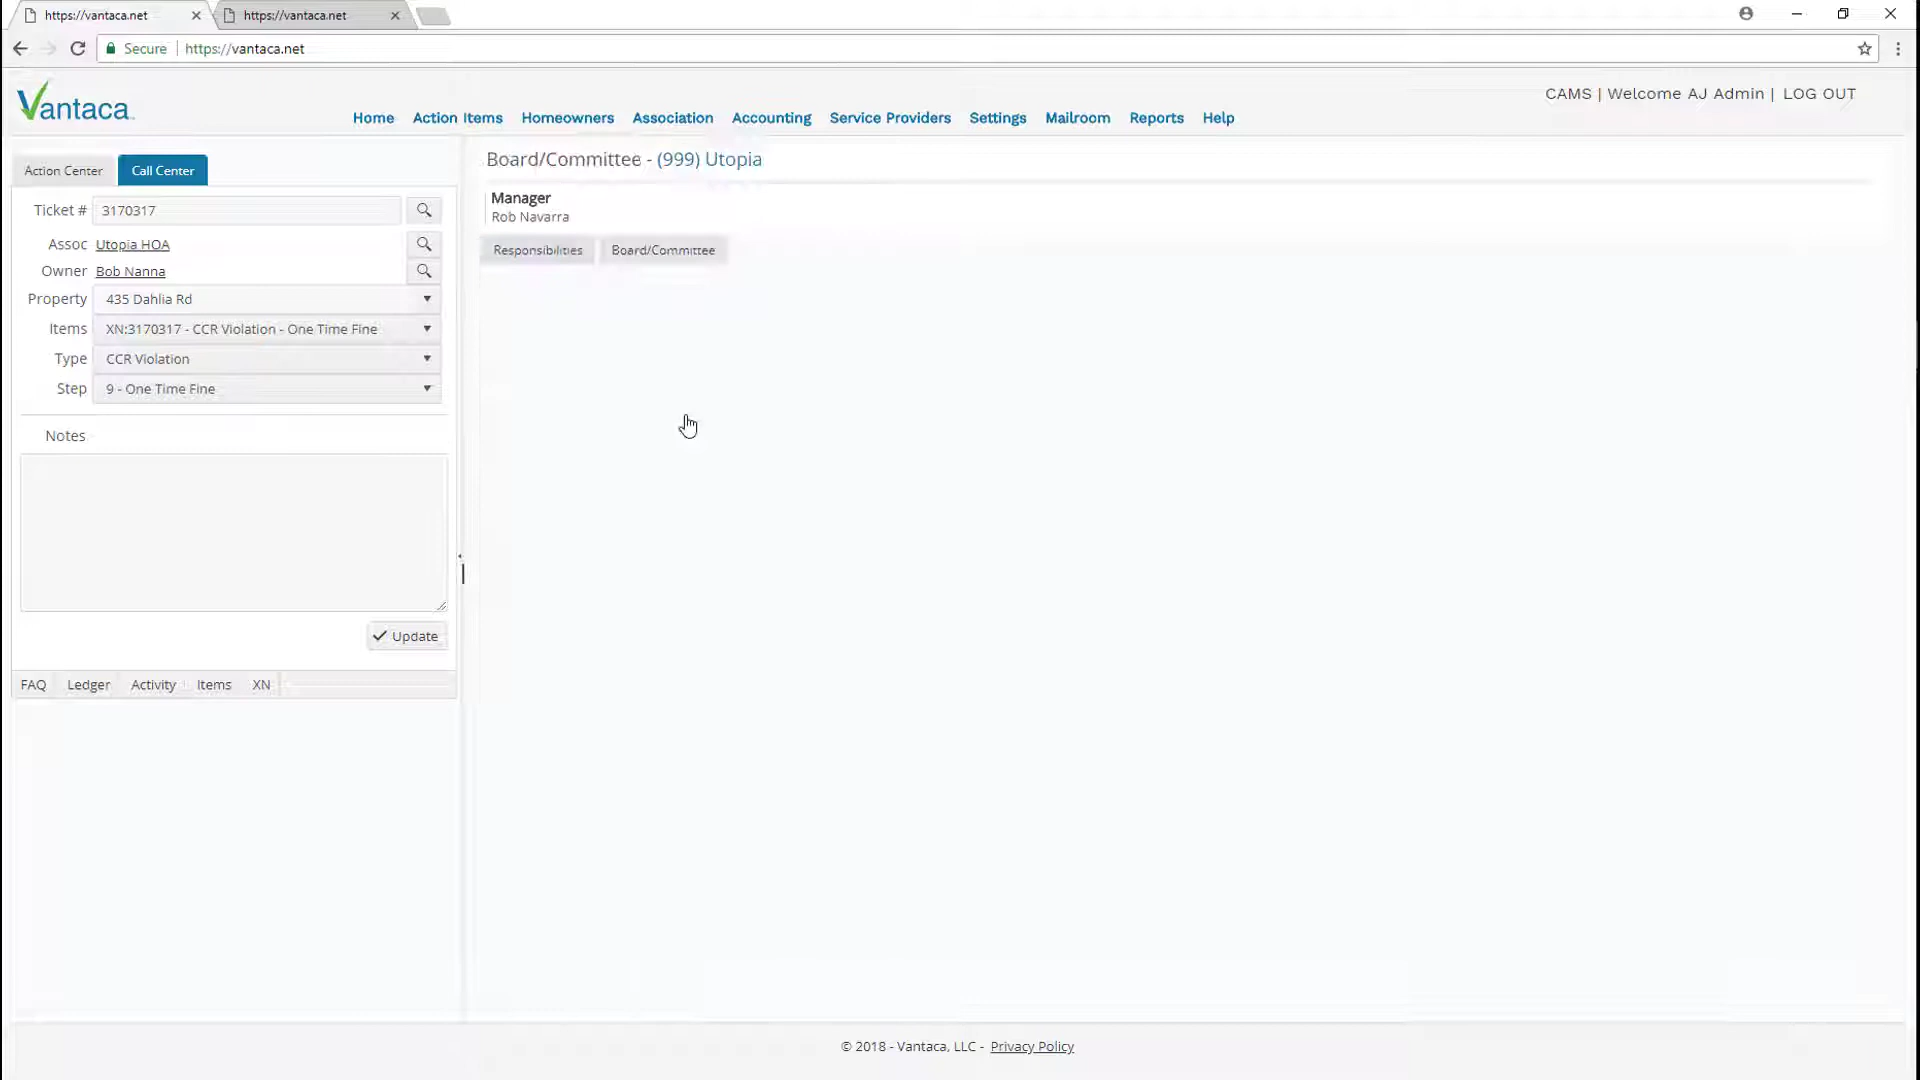 https://vantaca.net
https://vantaca.net
Secure
https://vantaca.net
Vantaca
CAMS | Welcome AJ Admin | LOG OUT
Home
Action Items
Homeowners
Association
Accounting
Service Providers
Settings
Mailroom
Reports
Help
Action Center
Call Center
Ticket # 3170317
Assoc Utopia HOA
Owner Bob Nanna
Property 435 Dahlia Rd
Items XN:3170317 - CCR Violation - One Time Fine
Type CCR Violation
Step 9 - One Time Fine
Notes
Update
FAQ
Ledger
Activity
Items
XN
Board/Committee - (999) Utopia
Manager
Rob Navarra
Responsibilities
Board/Committee
© 2018 - Vantaca, LLC - Privacy Policy